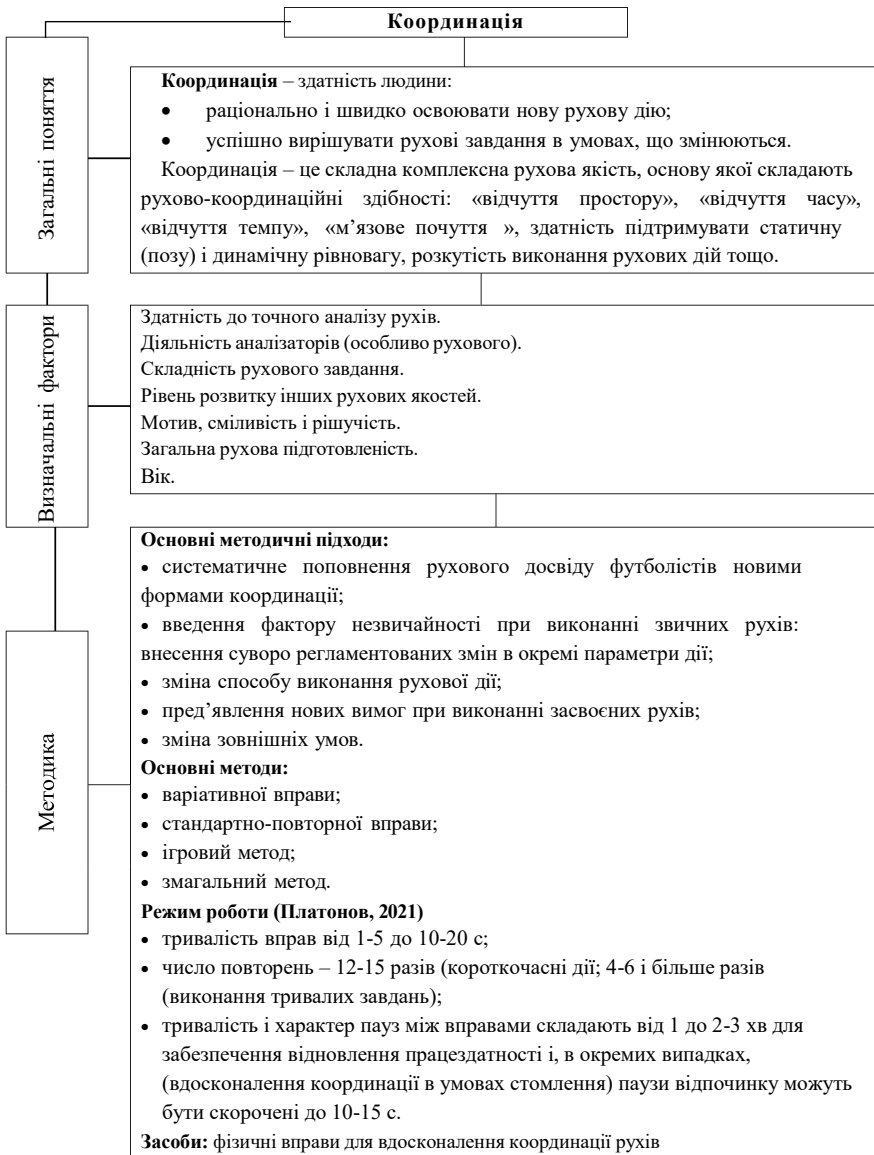 Координація
Загальні поняття
Координація – здатність людини:
• раціонально і швидко освоювати нову рухову дію;
• успішно вирішувати рухові завдання в умовах, що змінюються.
Координація – це складна комплексна рухова якість, основу якої складають
рухово-координаційні здібності: «відчуття простору», «відчуття часу»,
«відчуття темпу», «м’язове почуття », здатність підтримувати статичну
(позу) і динамічну рівновагу, розкутість виконання рухових дій тощо.
Визначальні фактори
Здатність до точного аналізу рухів.
Діяльність аналізаторів (особливо рухового).
Складність рухового завдання.
Рівень розвитку інших рухових якостей.
Мотив, сміливість і рішучість.
Загальна рухова підготовленість.
Вік.
Методика
Основні методичні підходи:
• систематичне поповнення рухового досвіду футболістів новими
формами координації;
• введення фактору незвичайності при виконанні звичних рухів:
внесення суворо регламентованих змін в окремі параметри дії;
• зміна способу виконання рухової дії;
• пред’явлення нових вимог при виконанні засвоєних рухів;
• зміна зовнішніх умов.
Основні методи:
• варіативної вправи;
• стандартно-повторної вправи;
• ігровий метод;
• змагальний метод.
Режим роботи (Платонов, 2021)
• тривалість вправ від 1-5 до 10-20 с;
• число повторень – 12-15 разів (короткочасні дії; 4-6 і більше разів
(виконання тривалих завдань);
• тривалість і характер пауз між вправами складають від 1 до 2-3 хв для
забезпечення відновлення працездатності і, в окремих випадках,
(вдосконалення координації в умовах стомлення) паузи відпочинку можуть
бути скорочені до 10-15 с.
Засоби: фізичні вправи для вдосконалення координації рухів